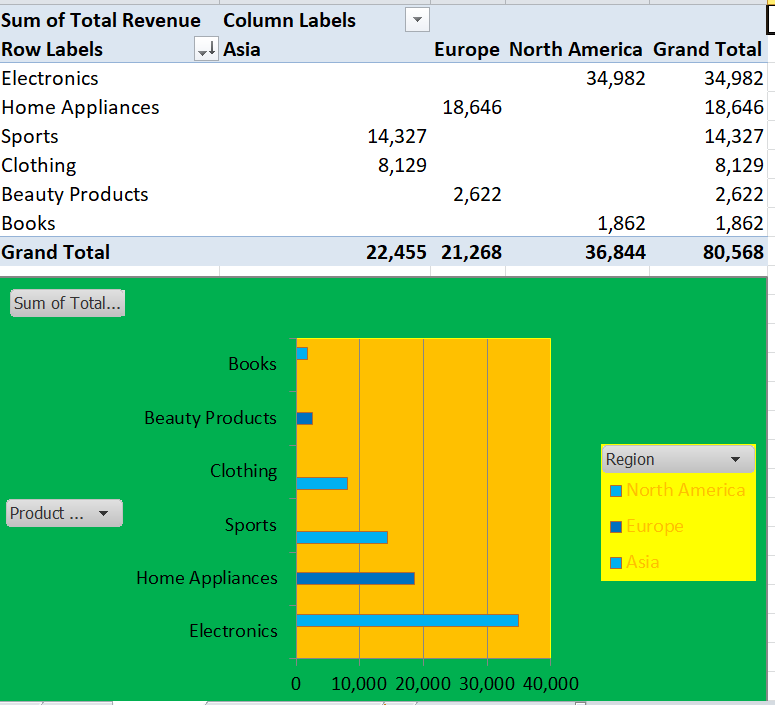 Sum of Total Revenue Column Labels
Row Labels Asia Europe North America Grand Total
Electronics 34,982 34,982
Home Appliances 18,646 18,646
Sports 14,327 14,327
Clothing 8,129 8,129
Beauty Products 2,622 2,622
Books 1,862 1,862
Grand Total 22,455 21,268 36,844 80,568
Sum of Total...
Books
Beauty Products
Clothing
Sports
Home Appliances
Electronics
0 10,000 20,000 30,000 40,000
Product ...
Region
North America
Europe
Asia